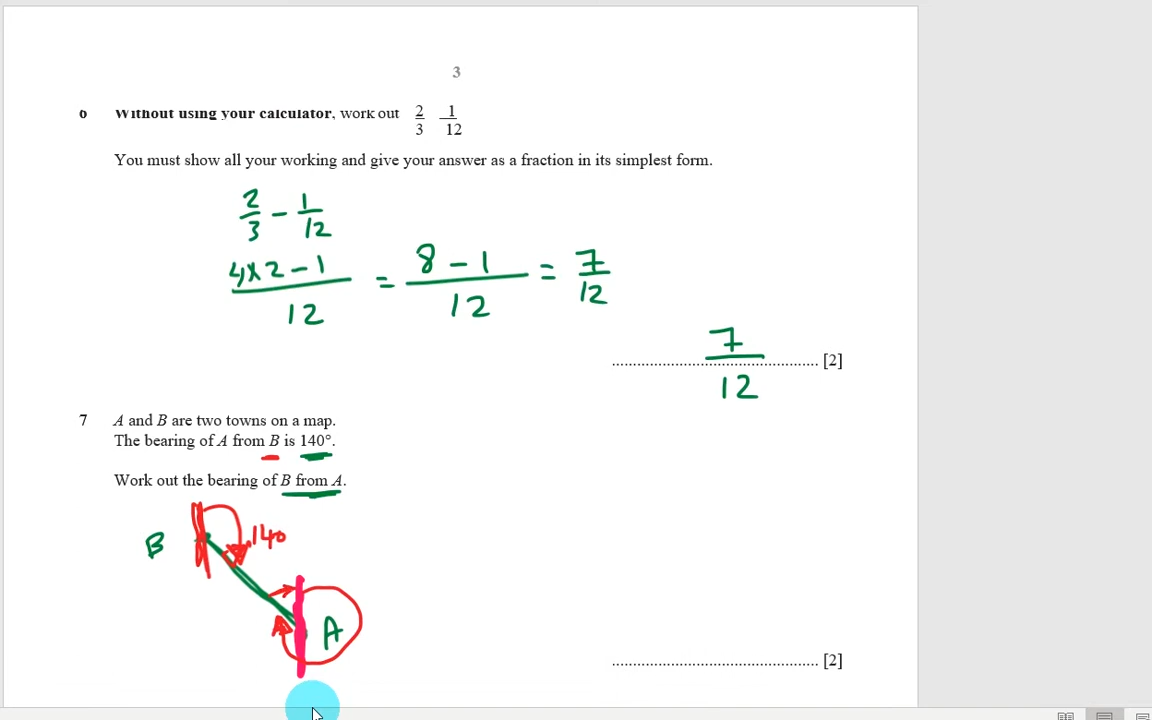 3
6 Without using your calculator, work out 2/3 − 1/12
You must show all your working and give your answer as a fraction in its simplest form.
2/3 − 1/12
4×2−1/12 = 8−1/12 = 7/12
7/12
.................................................. [2]
7 A and B are two towns on a map.
The bearing of A from B is 140°.
Work out the bearing of B from A.
B 140
A
.................................................. [2]